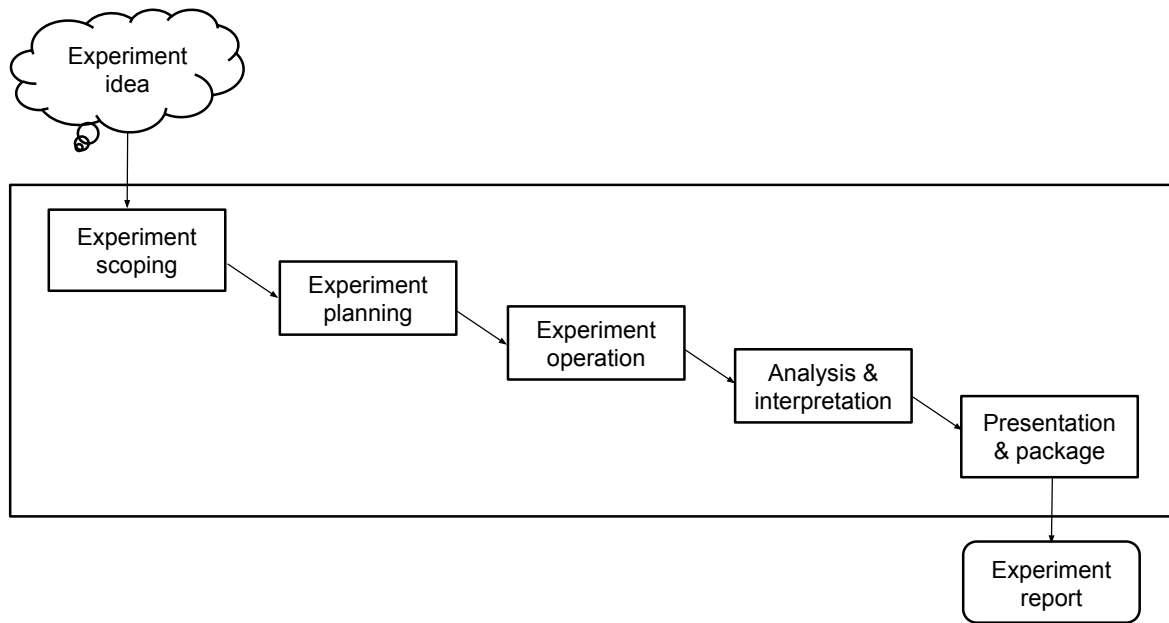 Experiment
idea
Experiment
scoping
Experiment
planning
Experiment
operation
Analysis &
interpretation
Presentation
& package
Experiment
report